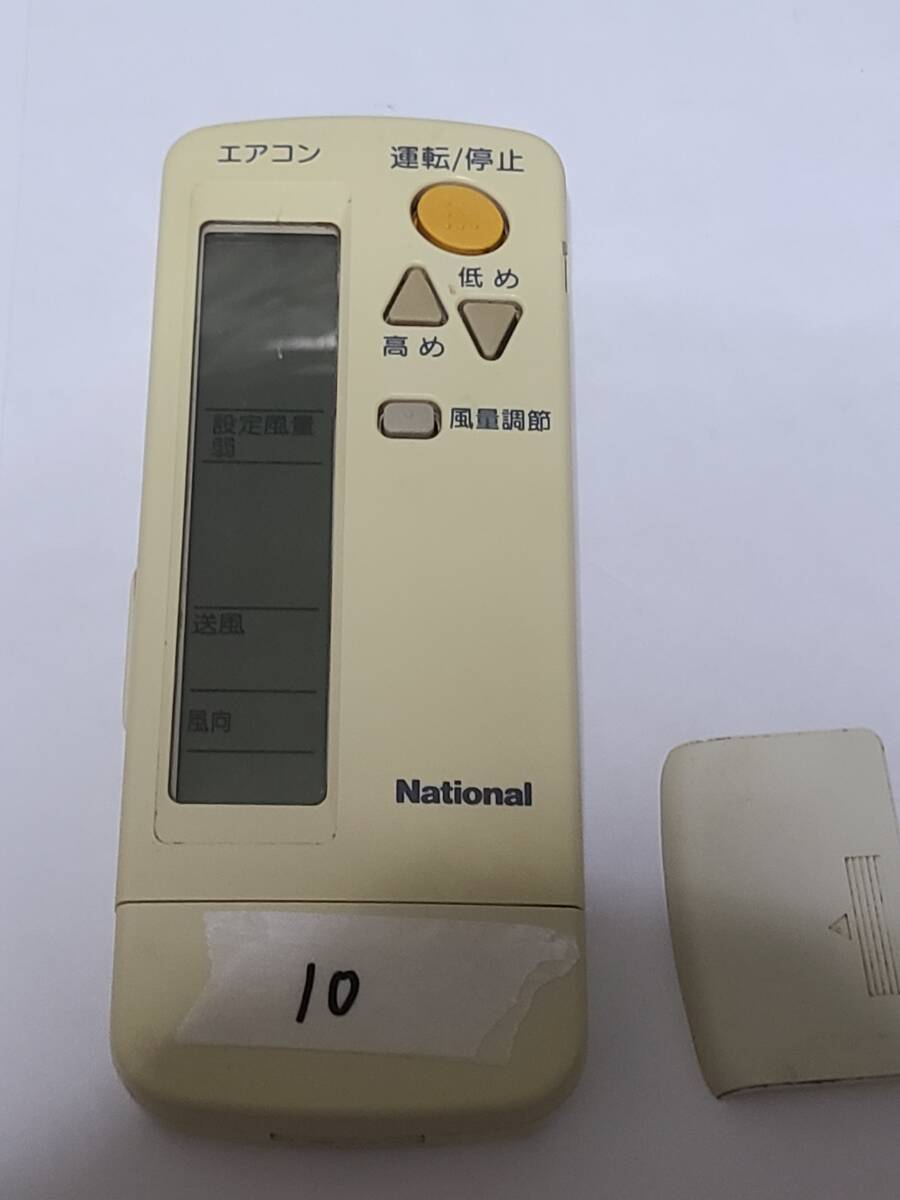 エアコン
運転/停止
低め
高め
風量調節
設定風量
弱
送風
風向
National
10